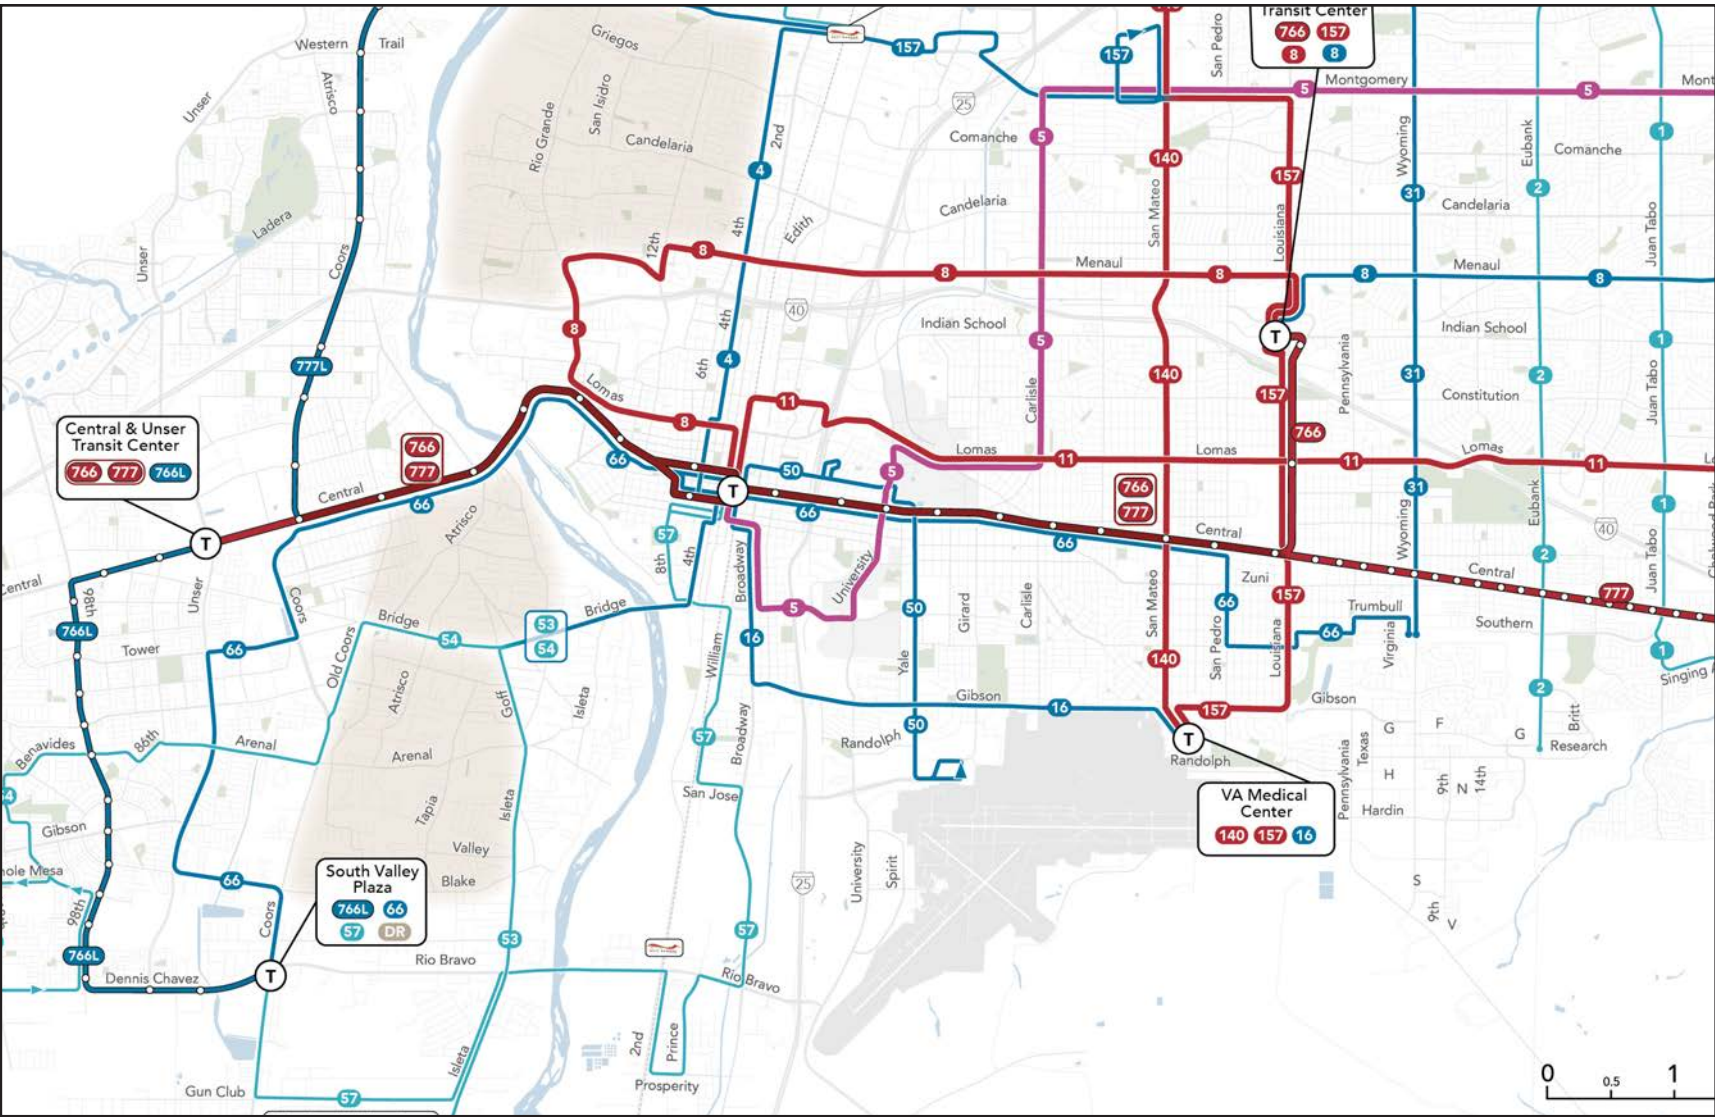 Western Trail
Griegos
157
157
San Pedro
Transit Center
766 157
8 8
Montgomery
5
5
Mont
Unser
Atrisco
Rio Grande
San Isidro
Candelaria
2nd
25
Comanche
5
140
157
Wyoming
Eubank
Comanche
1
4
31
2
Ladera
Unser
Coors
12th
8
4th
Edith
Candelaria
San Mateo
Louisiana
Candelaria
Juan Tabo
8
Menaul
8
8
Menaul
8
8
4th
40
Indian School
5
T
Pennsylvania
Indian School
1
777L
6th
4
140
157
31
2
Lomas
11
Carlisle
Constitution
Juan Tabo
8
766
Central & Unser
Transit Center
766 777 766L
766
777
66
Lomas
11
Lomas
11
Lomas
11
5
50
T
766
777
31
Eubank
1
Central
66
66
66
Central
40
Wyoming
T
Atrisco
57
8th
4th
Broadway
University
Central
2
Juan Tabo
Central
98th
Unser
Coors
Zuni
777
766L
Bridge
53
54
Bridge
5
50
Girard
Carlisle
San Mateo
66
157
Trumbull
Southern
66
Tower
66
54
Old Coors
William
16
Yale
San Pedro
Louisiana
Virginia
1
Singing
Atrisco
Goff
Isleta
140
2
Gibson
16
157
Gibson
Benavides
86th
Arenal
Arenal
57
Broadway
Randolph
50
T
Randolph
Texas
G
F
G
Britt
Research
Pennsylvania
H
9th
N
14th
Hardin
San Jose
Tapia
Isleta
Gibson
VA Medical
Center
140 157 16
Valley
Blake
66
98th
South Valley
Plaza
766L 66
57 DR
University
Spirit
25
S
9th
V
Coors
53
57
766L
Dennis Chavez
T
Rio Bravo
Rio Bravo
2nd
Prince
Isleta
Prosperity
Gun Club
57
0
0.5
1